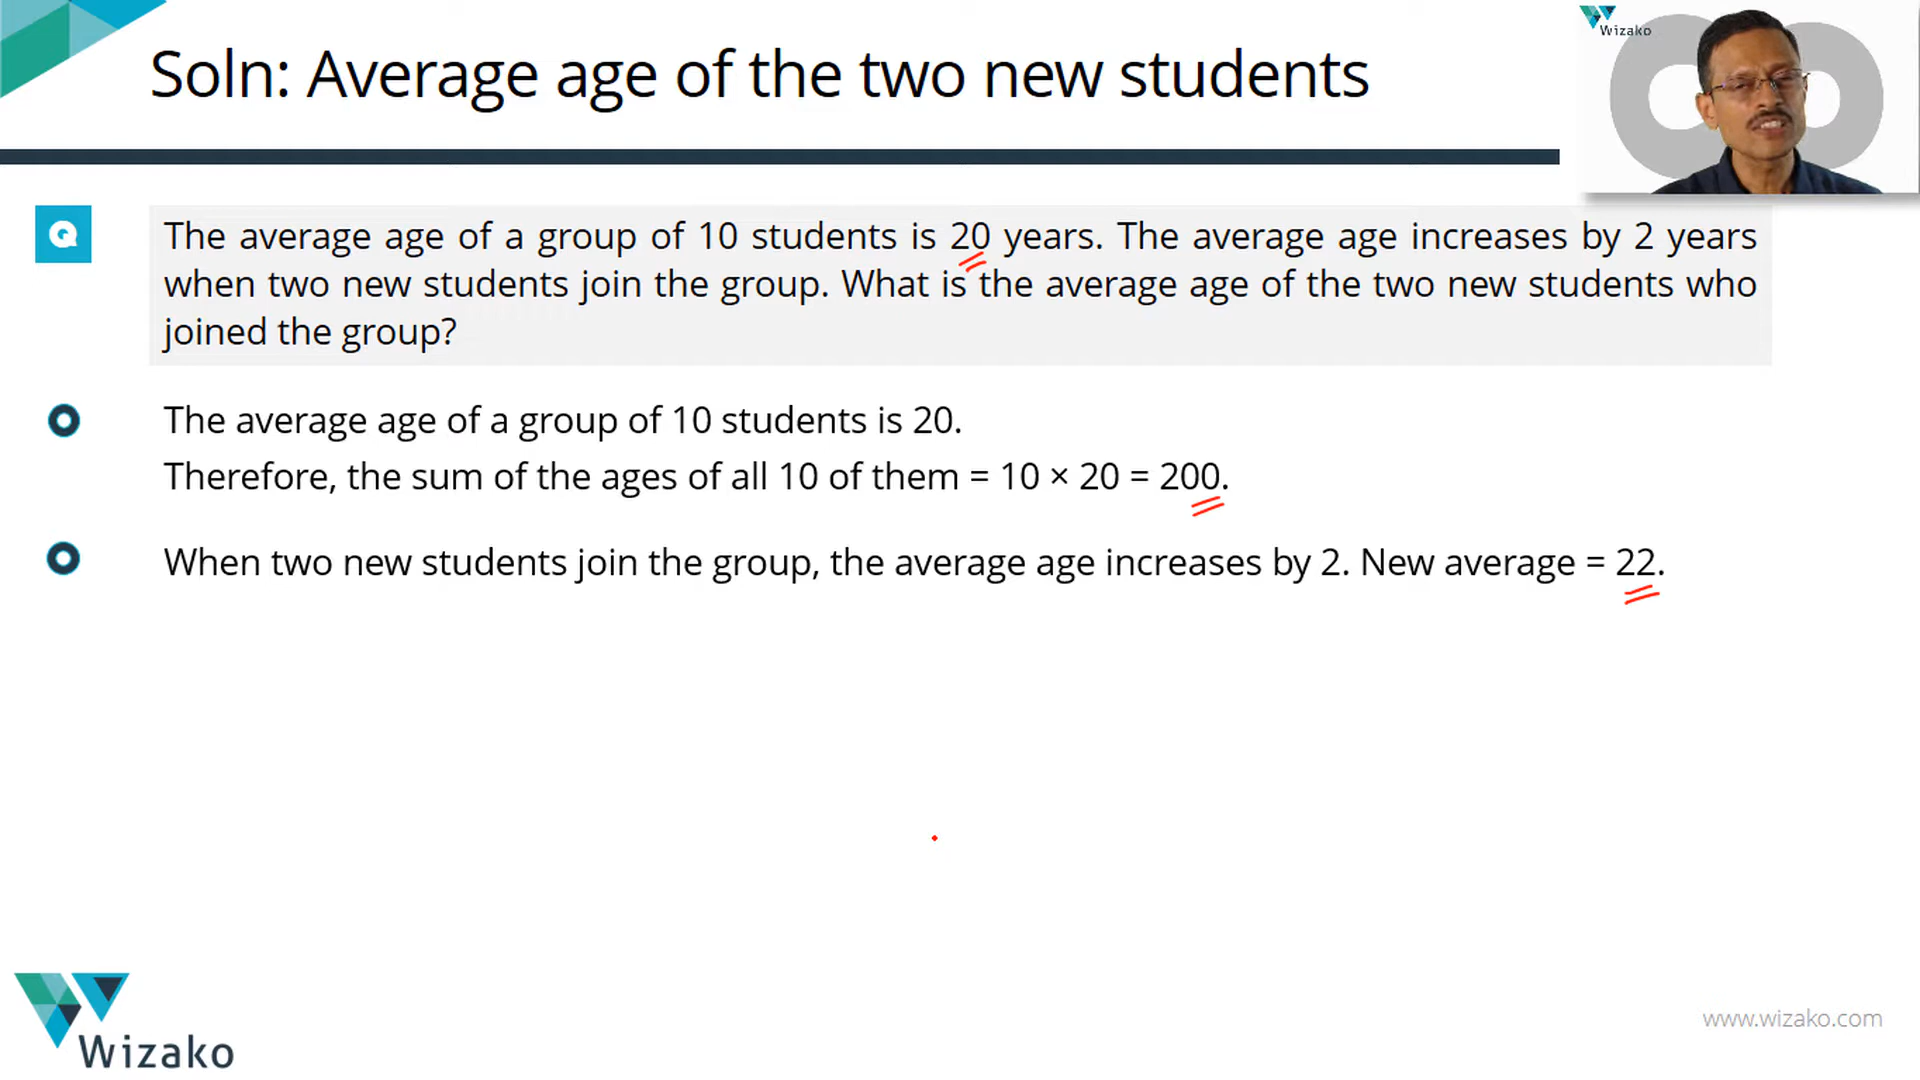 Wizako
Soln: Average age of the two new students
Q
The average age of a group of 10 students is 20 years. The average age increases by 2 years
when two new students join the group. What is the average age of the two new students who
joined the group?
The average age of a group of 10 students is 20.
Therefore, the sum of the ages of all 10 of them = 10 × 20 = 200.
When two new students join the group, the average age increases by 2. New average = 22.
Wizako
www.wizako.com